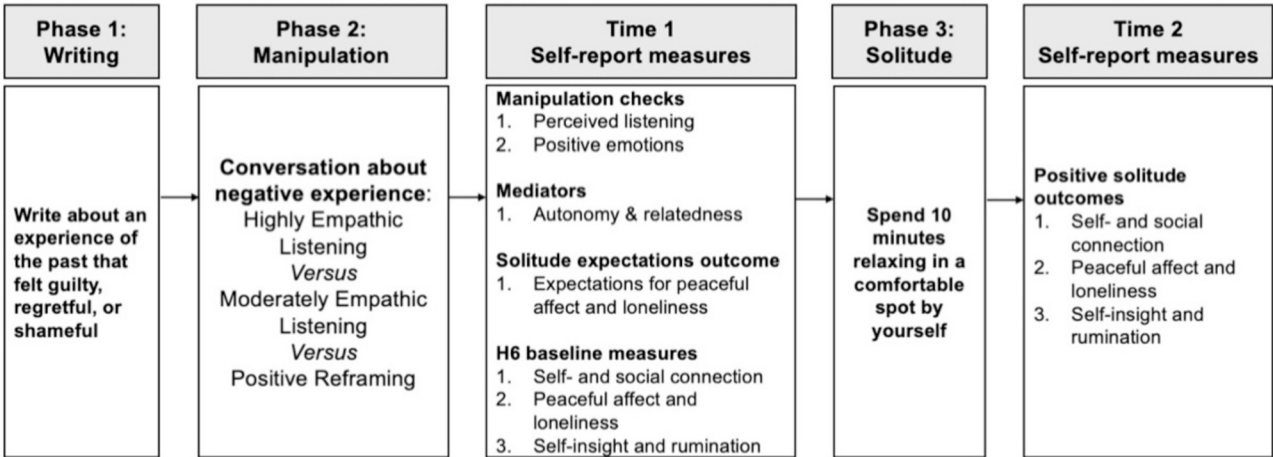 Phase 1:
Writing
Phase 2:
Manipulation
Time 1
Self-report measures
Phase 3:
Solitude
Time 2
Self-report measures
Write about an
experience of
the past that
felt guilty,
regretful, or
shameful
Conversation about
negative experience:
Highly Empathic
Listening
Versus
Moderately Empathic
Listening
Versus
Positive Reframing
Manipulation checks
1. Perceived listening
2. Positive emotions
Mediators
1. Autonomy & relatedness
Solitude expectations outcome
1. Expectations for peaceful
affect and loneliness
H6 baseline measures
1. Self- and social connection
2. Peaceful affect and
loneliness
3. Self-insight and rumination
Spend 10
minutes
relaxing in a
comfortable
spot by
yourself
Positive solitude
outcomes
1. Self- and social
connection
2. Peaceful affect and
loneliness
3. Self-insight and
rumination